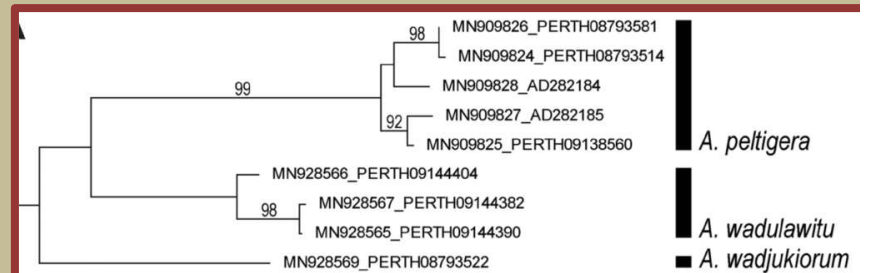 98
MN909826_PERTH08793581
MN909824_PERTH08793514
99
MN909828_AD282184
MN909827_AD282185
92
MN909825_PERTH09138560
A. peltigera
MN928566_PERTH09144404
MN928567_PERTH09144382
98
MN928565_PERTH09144390
A. wadulawitu
MN928569_PERTH08793522
A. wadjukiorum